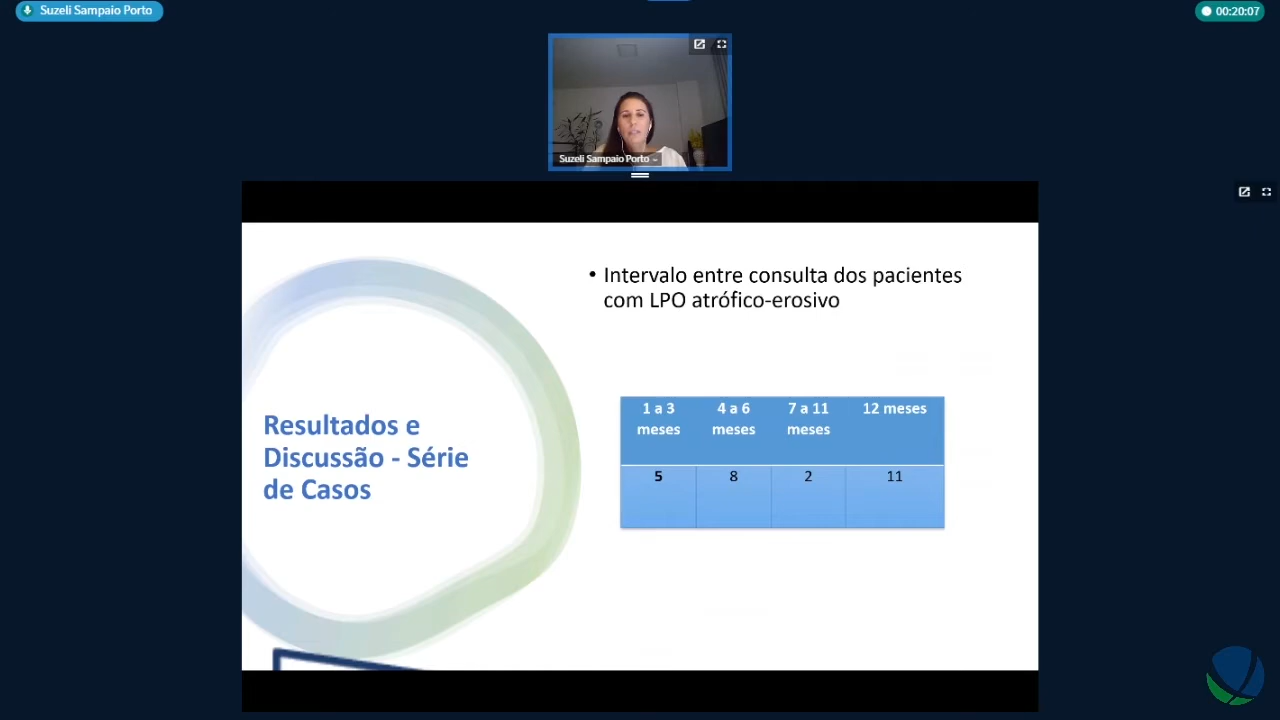 Suzeli Sampaio Porto
00:20:07
Suzeli Sampaio Porto
• Intervalo entre consulta dos pacientes
com LPO atrófico-erosivo
Resultados e
Discussão - Série
de Casos
1 a 3 meses
4 a 6 meses
7 a 11 meses
12 meses
5
8
2
11